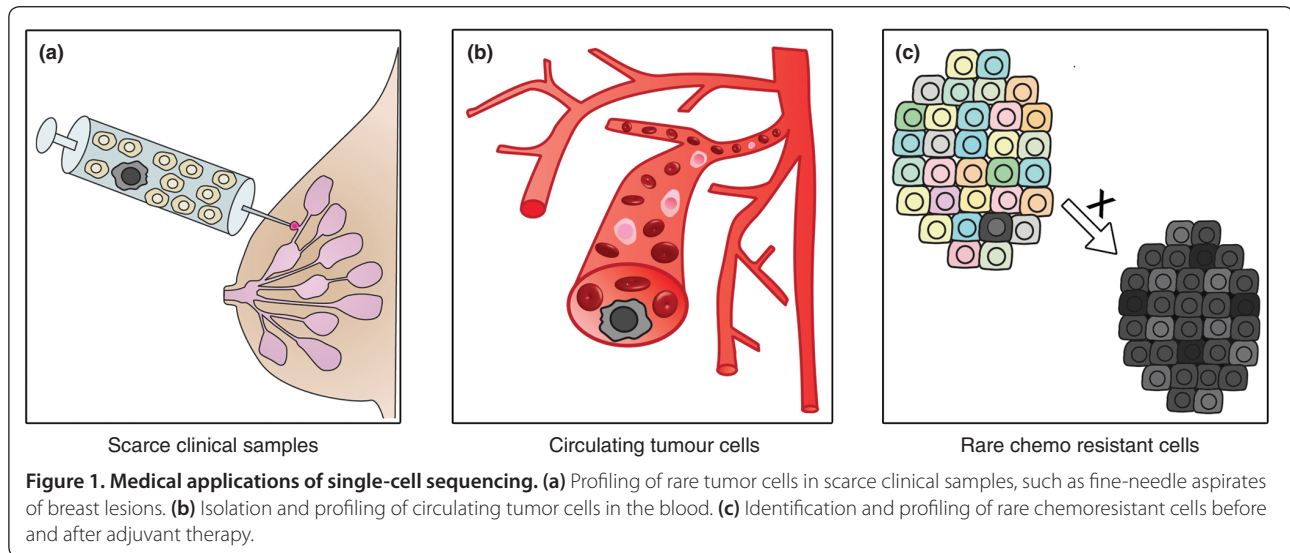 (a)
(b)
(c)
X
Scarce clinical samples
Circulating tumour cells
Rare chemo resistant cells
Figure 1. Medical applications of single-cell sequencing. (a) Profiling of rare tumor cells in scarce clinical samples, such as fine-needle aspirates
of breast lesions. (b) Isolation and profiling of circulating tumor cells in the blood. (c) Identification and profiling of rare chemoresistant cells before
and after adjuvant therapy.